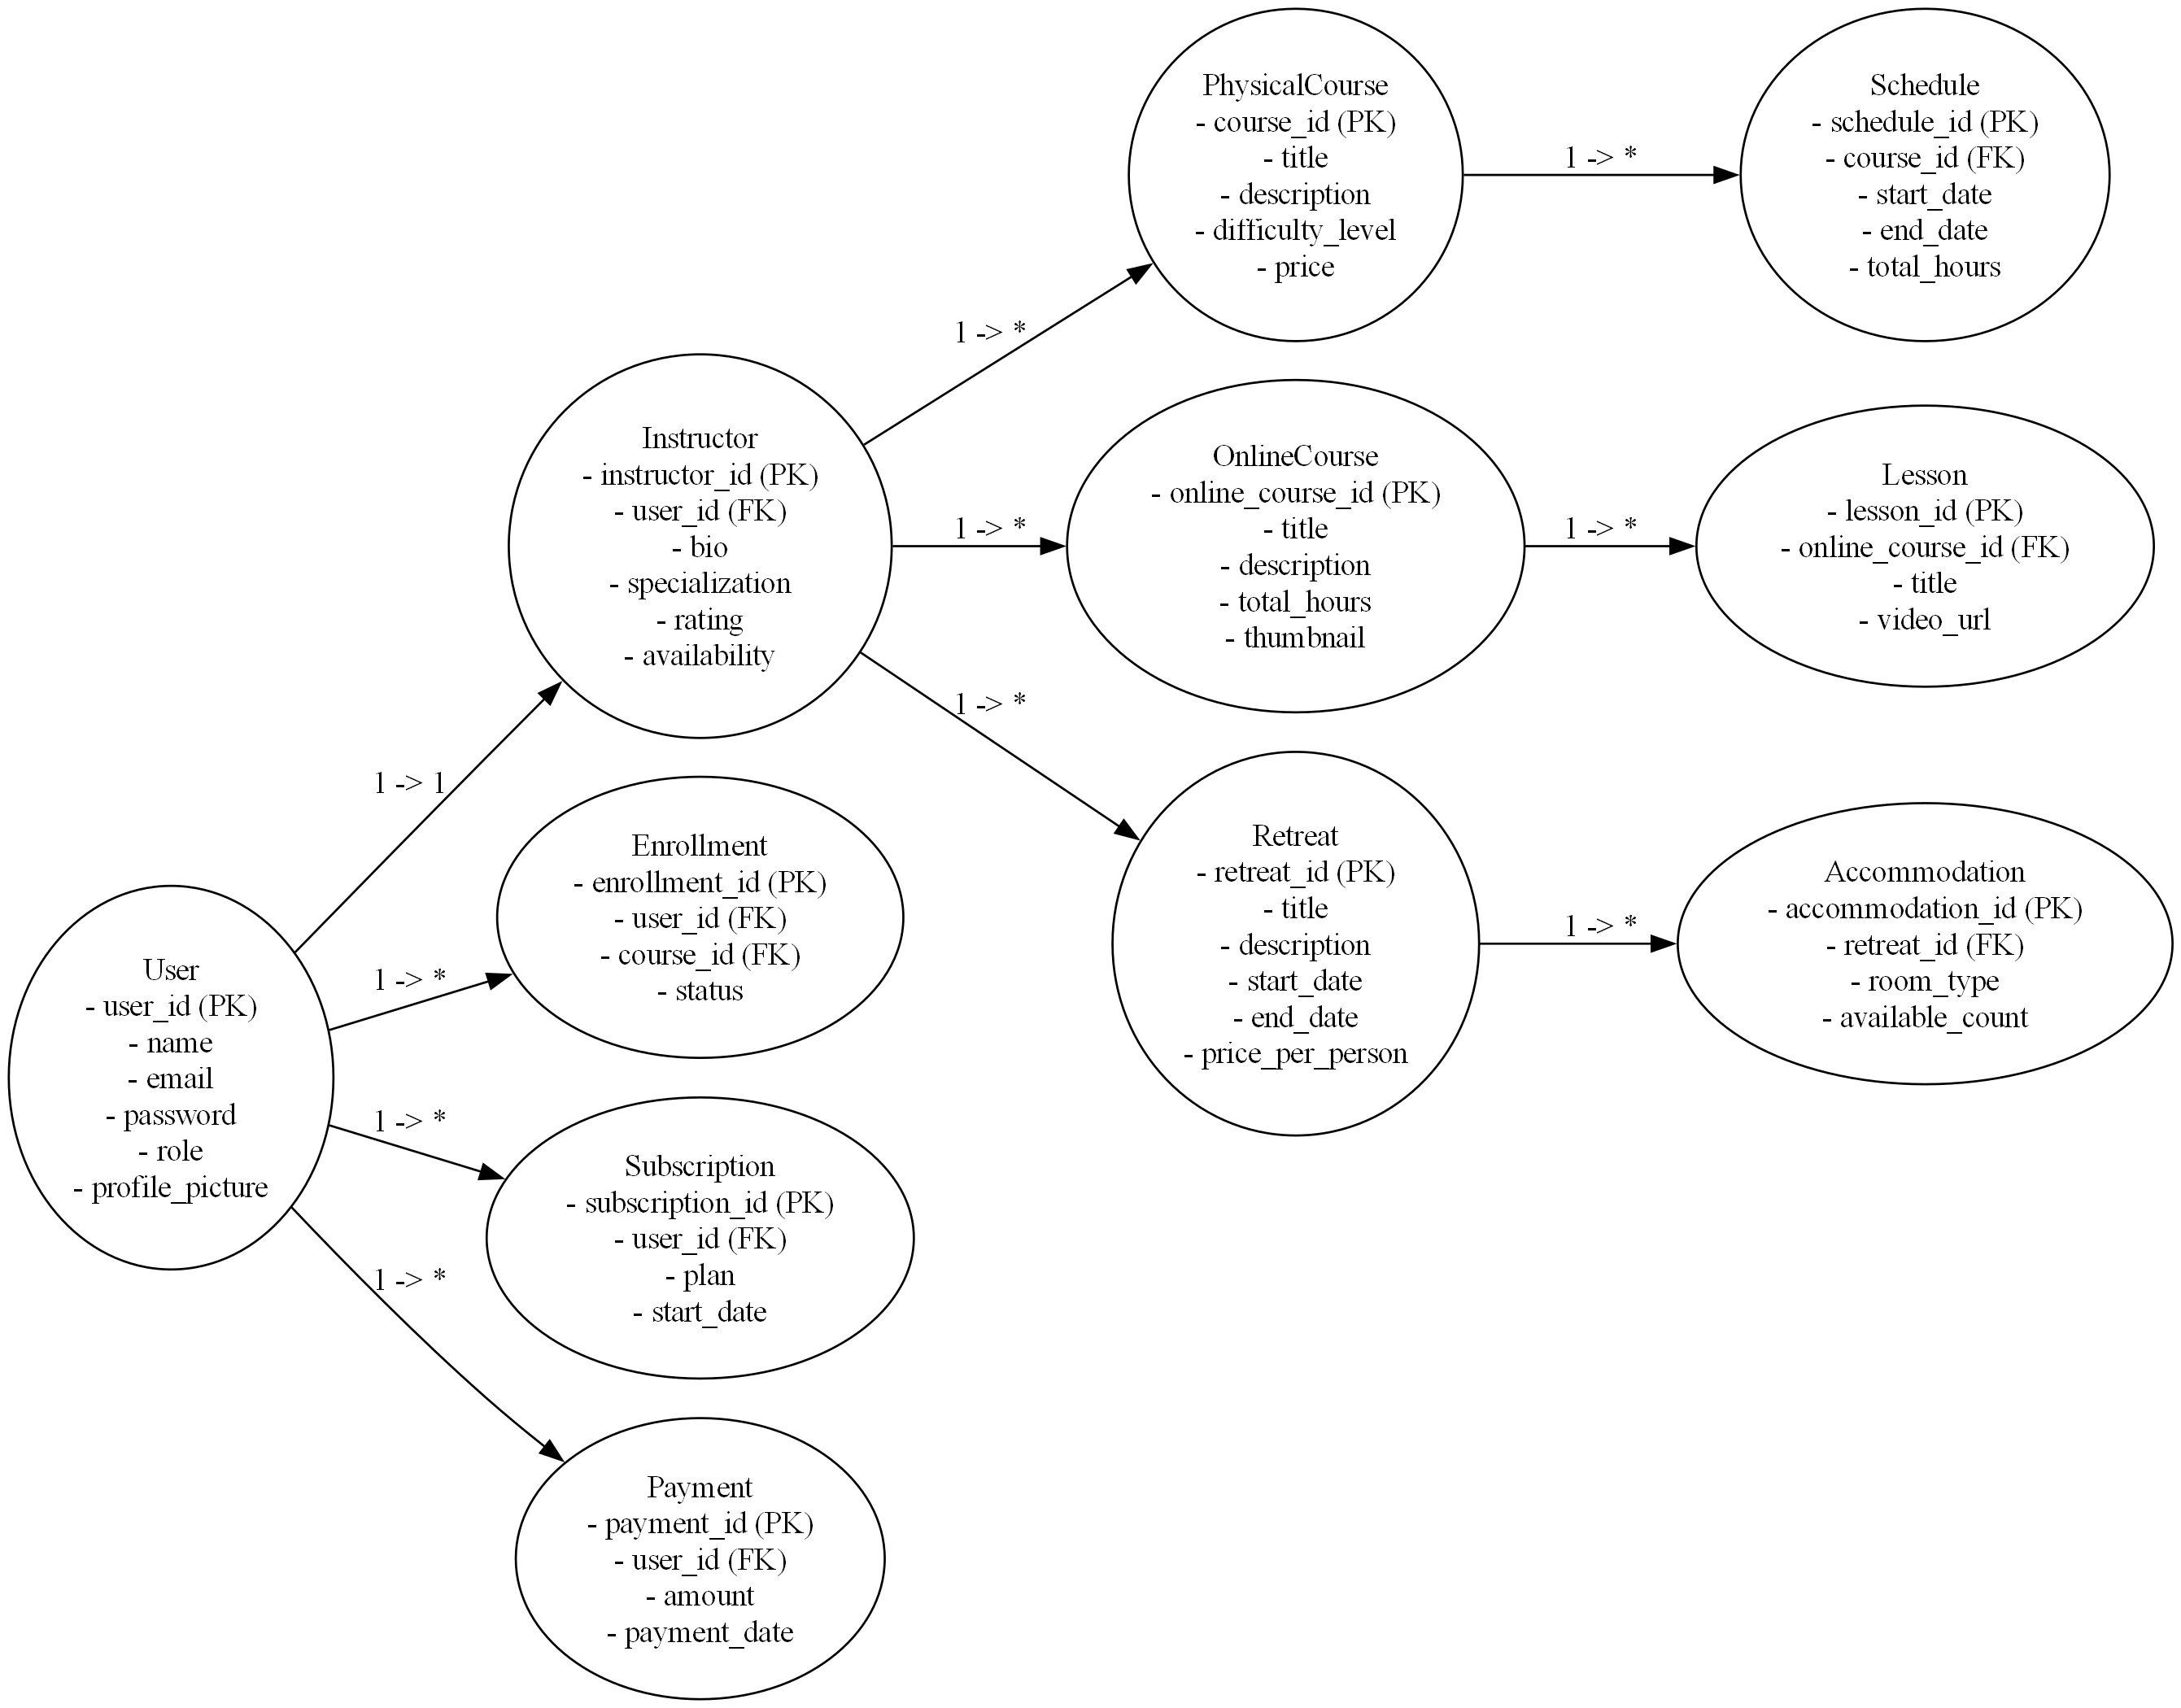 User
- user_id (PK)
- name
- email
- password
- role
- profile_picture
1 -> 1
1 -> *
1 -> *
1 -> *
Instructor
- instructor_id (PK)
- user_id (FK)
- bio
- specialization
- rating
- availability
Enrollment
- enrollment_id (PK)
- user_id (FK)
- course_id (FK)
- status
Subscription
- subscription_id (PK)
- user_id (FK)
- plan
- start_date
Payment
- payment_id (PK)
- user_id (FK)
- amount
- payment_date
1 -> *
1 -> *
1 -> *
PhysicalCourse
- course_id (PK)
- title
- description
- difficulty_level
- price
OnlineCourse
- online_course_id (PK)
- title
- description
- total_hours
- thumbnail
Retreat
- retreat_id (PK)
- title
- description
- start_date
- end_date
- price_per_person
1 -> *
1 -> *
1 -> *
Schedule
- schedule_id (PK)
- course_id (FK)
- start_date
- end_date
- total_hours
Lesson
- lesson_id (PK)
- online_course_id (FK)
- title
- video_url
Accommodation
- accommodation_id (PK)
- retreat_id (FK)
- room_type
- available_count